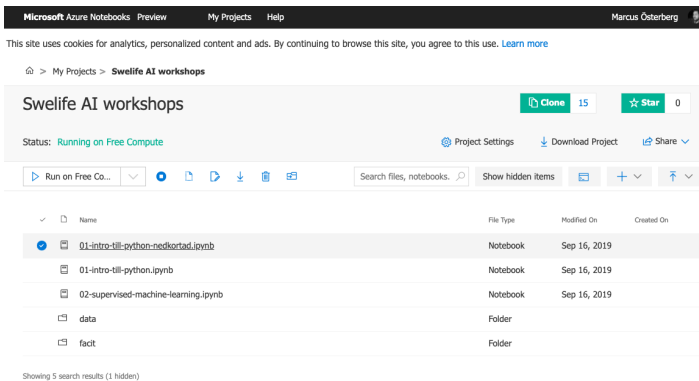 Microsoft Azure Notebooks Preview My Projects Help Marcus Österberg
This site uses cookies for analytics, personalized content and ads. By continuing to browse this site, you agree to this use. Learn more
> My Projects > Swelife AI workshops
Swelife AI workshops Clone 15 Star 0
Status: Running on Free Compute Project Settings Download Project Share
Run on Free Co... Search files, notebooks. Show hidden items
Name File Type Modified On Created On
01-intro-till-python-nedkortad.ipynb Notebook Sep 16, 2019
01-intro-till-python.ipynb Notebook Sep 16, 2019
02-supervised-machine-learning.ipynb Notebook Sep 16, 2019
data Folder
facit Folder
Showing 5 search results (1 hidden)